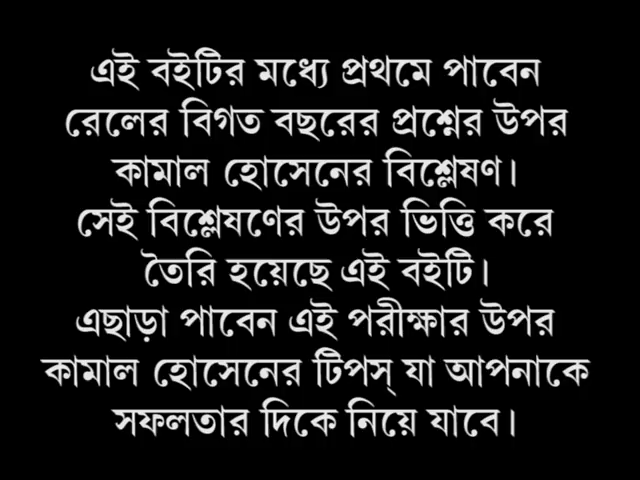 এই বইটির মধ্যে প্রথমে পাবেন
রেলের বিগত বছরের প্রশ্নের উপর
কামাল হোসেনের বিশ্লেষণ।
সেই বিশ্লেষণের উপর ভিত্তি করে
তৈরি হয়েছে এই বইটি।
এছাড়া পাবেন এই পরীক্ষার উপর
কামাল হোসেনের টিপস্ যা আপনাকে
সফলতার দিকে নিয়ে যাবে।